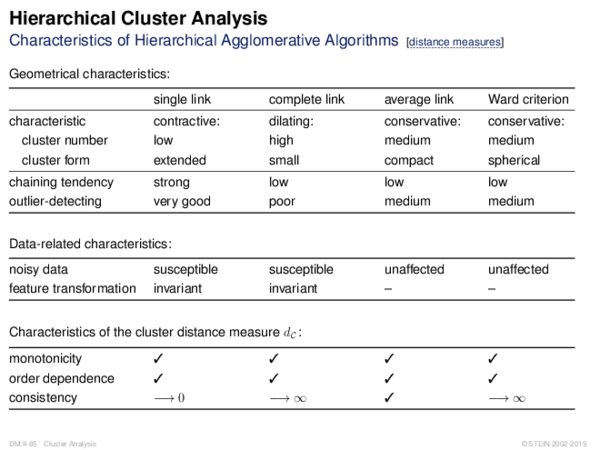 Hierarchical Cluster Analysis
Characteristics of Hierarchical Agglomerative Algorithms [distance measures]
Geometrical characteristics:
single link complete link average link Ward criterion
characteristic contractive: dilating: conservative: conservative:
cluster number low high medium medium
cluster form extended small compact spherical
chaining tendency strong low low low
outlier-detecting very good poor medium medium
Data-related characteristics:
noisy data susceptible susceptible unaffected unaffected
feature transformation invariant invariant – –
Characteristics of the cluster distance measure d_C:
monotonicity ✓ ✓ ✓ ✓
order dependence ✓ ✓ ✓ ✓
consistency ⟶ 0 ⟶ ∞ ✓ ⟶ ∞
DM:II-85 Cluster Analysis ©STEIN 2002-2019